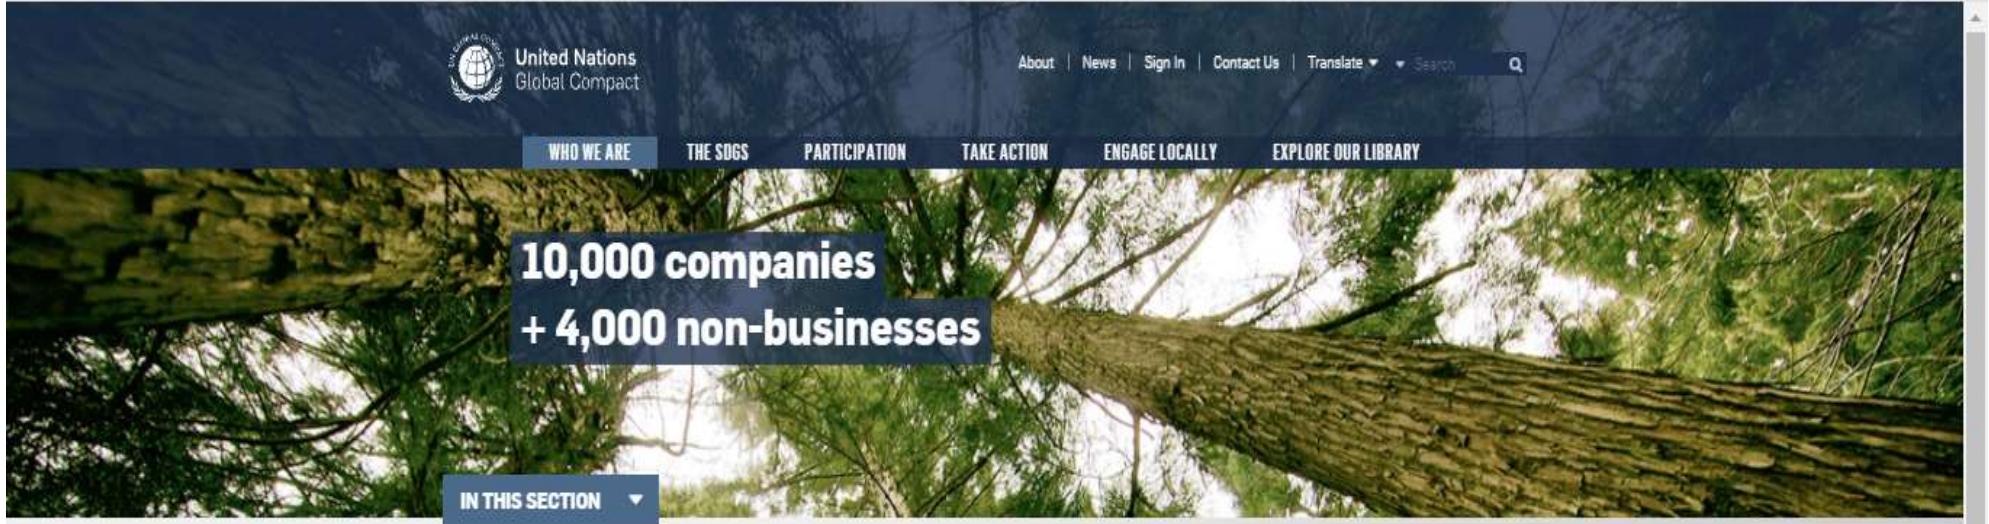 United Nations
Global Compact
About | News | Sign In | Contact Us | Translate Search
WHO WE ARE THE SDGS PARTICIPATION TAKE ACTION ENGAGE LOCALLY EXPLORE OUR LIBRARY
10,000 companies
+ 4,000 non-businesses
IN THIS SECTION